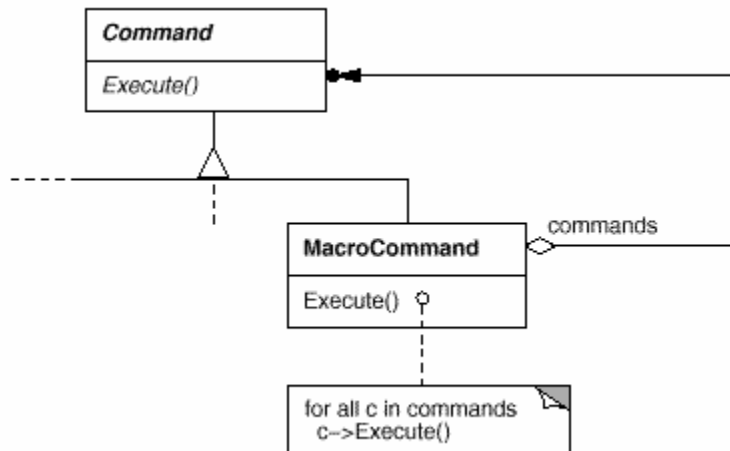 Command
Execute()
commands
MacroCommand
Execute()
for all c in commands
c->Execute()